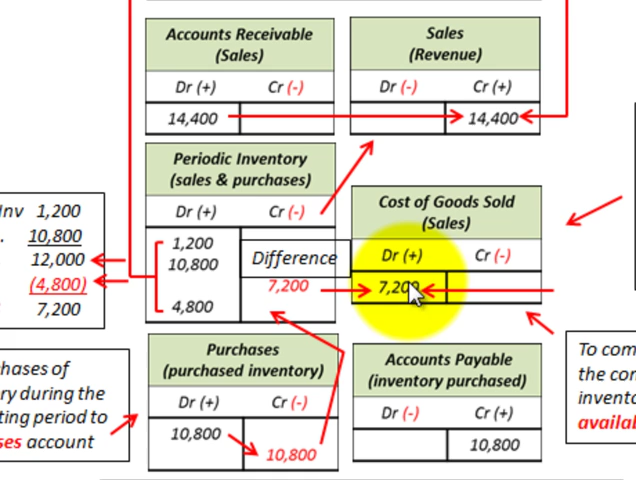 Accounts Receivable
(Sales)
Dr (+) Cr (-)
14,400
Sales
(Revenue)
Dr (-) Cr (+)
14,400
Periodic Inventory
(sales & purchases)
Dr (+) Cr (-)
1,200
10,800
Difference
7,200
4,800
Cost of Goods Sold
(Sales)
Dr (+) Cr (-)
7,200
Inv 1,200
10,800
12,000
(4,800)
7,200
Purchases
(purchased inventory)
Dr (+) Cr (-)
10,800
10,800
Accounts Payable
(inventory purchased)
Dr (-) Cr (+)
10,800
chases of
ry during the
ting period to
ses account
To com
the con
invento
availab